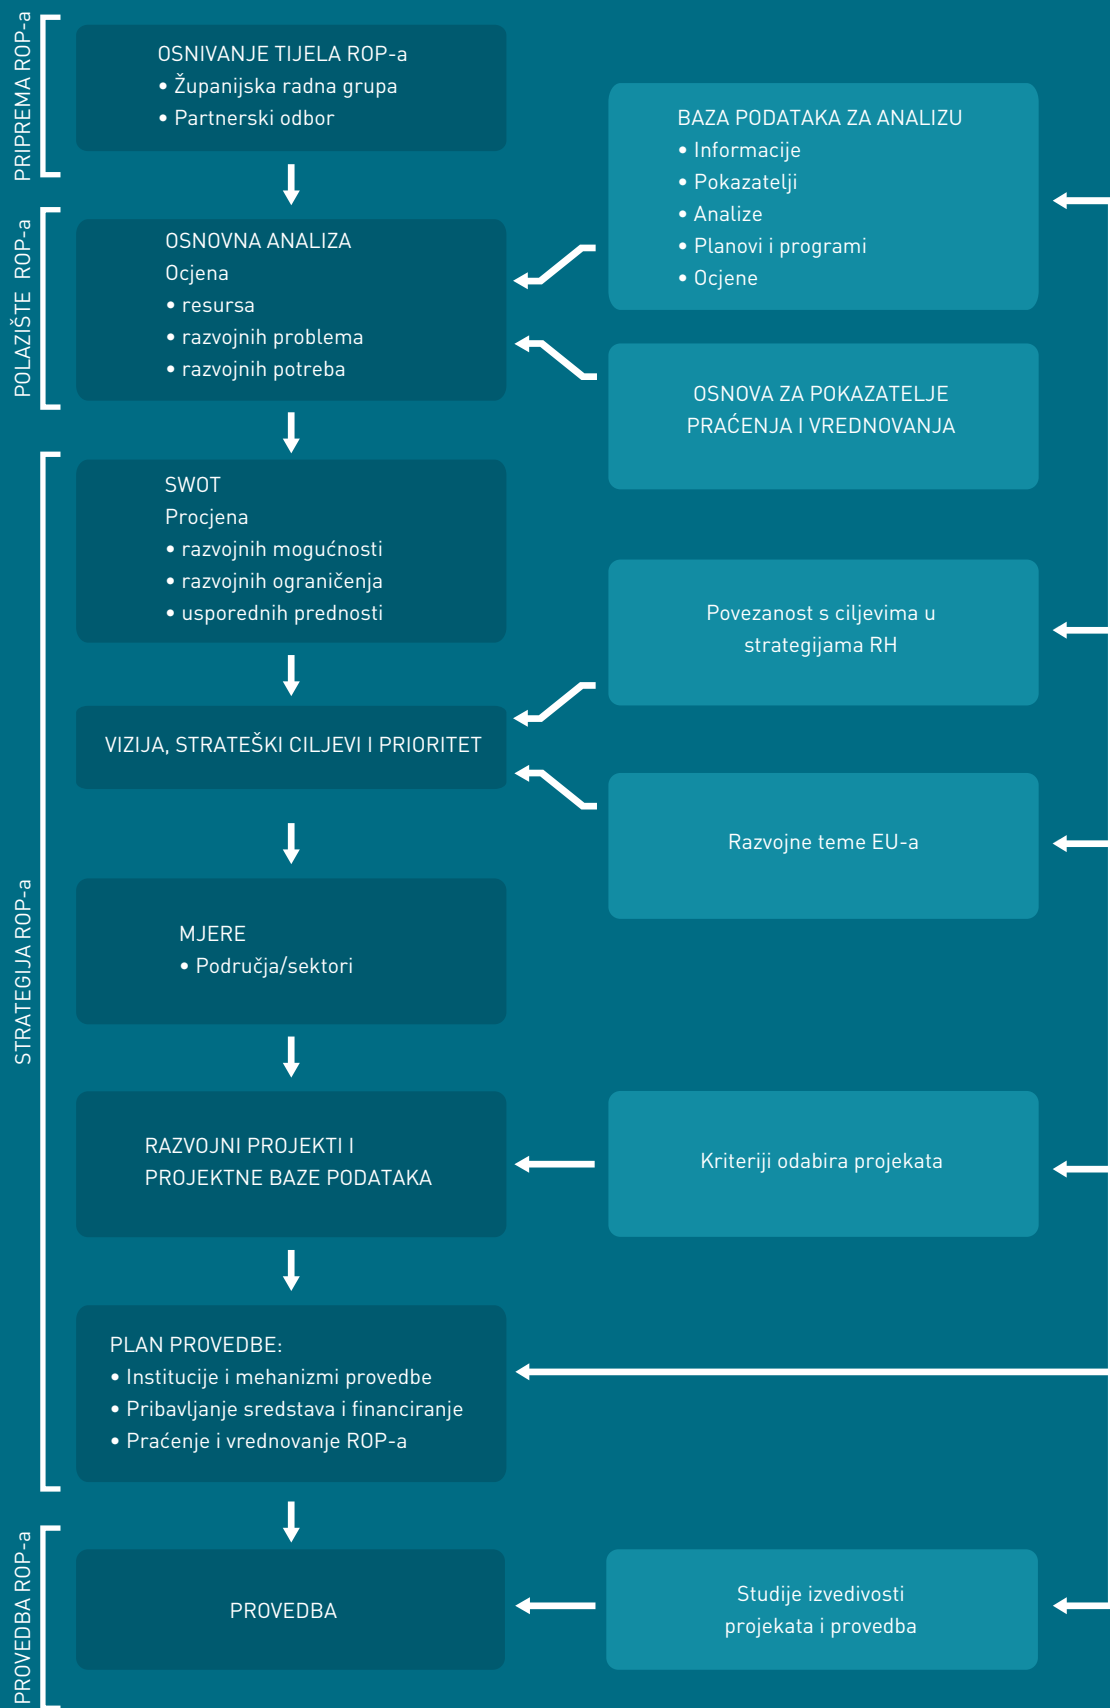 PRIPREMA ROP-a
OSNIVANJE TIJELA ROP-a
• Županijska radna grupa
• Partnerski odbor
BAZA PODATAKA ZA ANALIZU
• Informacije
• Pokazatelji
• Analize
• Planovi i programi
• Ocjene
POLAZIŠTE ROP-a
OSNOVNA ANALIZA
Ocjena
• resursa
• razvojnih problema
• razvojnih potreba
OSNOVA ZA POKAZATELJE
PRAĆENJA I VREDNOVANJA
STRATEGIJA ROP-a
SWOT
Procjena
• razvojnih mogućnosti
• razvojnih ograničenja
• usporednih prednosti
Povezanost s ciljevima u
strategijama RH
VIZIJA, STRATEŠKI CILJEVI I PRIORITET
Razvojne teme EU-a
MJERE
• Područja/sektori
RAZVOJNI PROJEKTI I
PROJEKTNE BAZE PODATAKA
Kriteriji odabira projekata
PLAN PROVEDBE:
• Institucije i mehanizmi provedbe
• Pribavljanje sredstava i financiranje
• Praćenje i vrednovanje ROP-a
PROVEDBA ROP-a
PROVEDBA
Studije izvedivosti
projekata i provedba